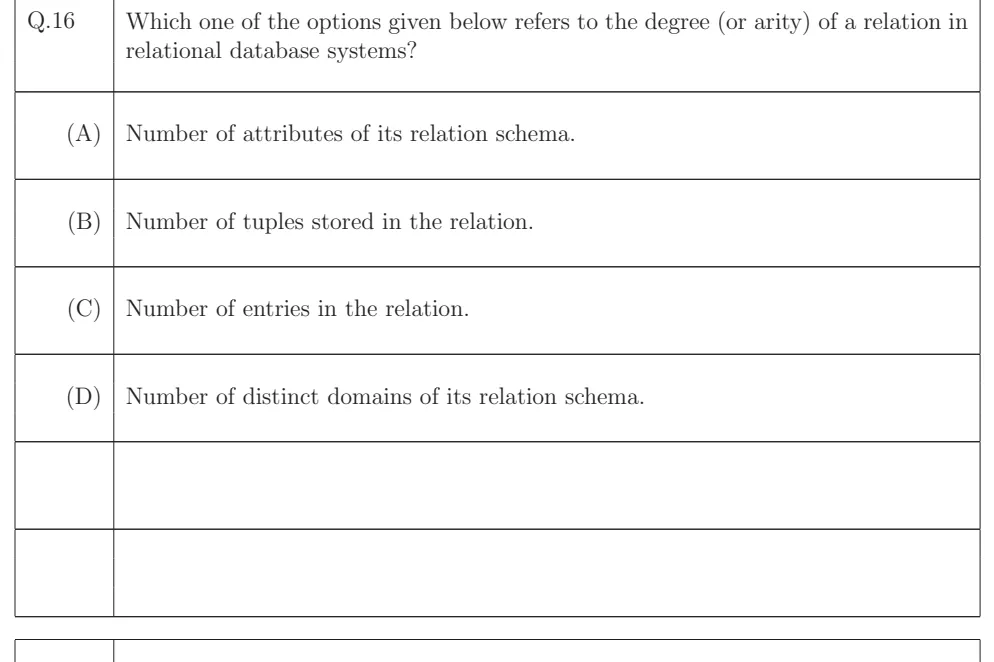 Q.16 Which one of the options given below refers to the degree (or arity) of a relation in
relational database systems?
(A) Number of attributes of its relation schema.
(B) Number of tuples stored in the relation.
(C) Number of entries in the relation.
(D) Number of distinct domains of its relation schema.